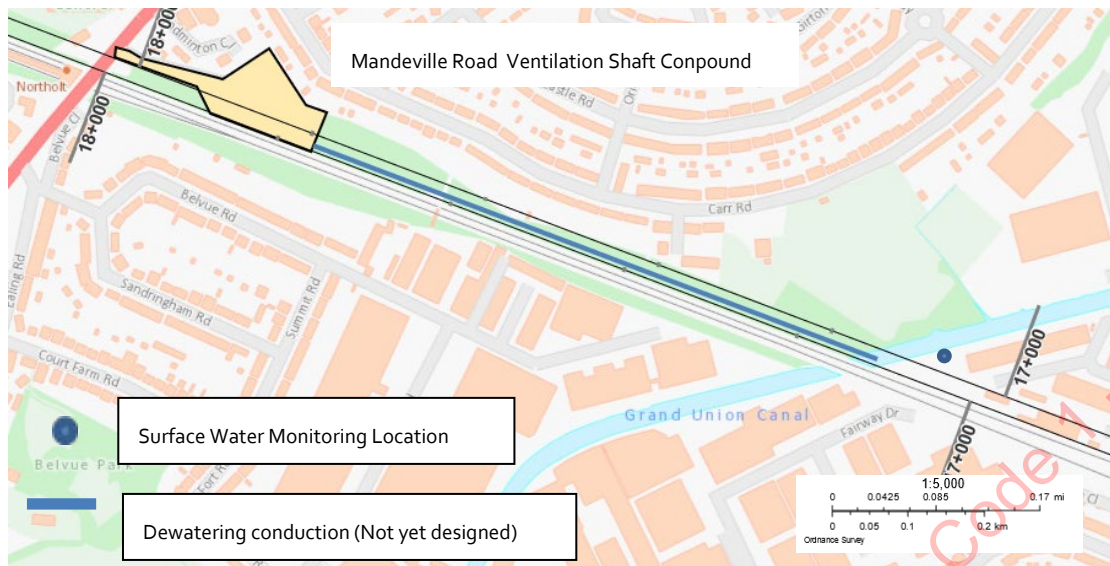 Mandeville Road Ventilation Shaft Conpound
18+000
Northolt
18+000
Belvue Cl
Carr Rd
Belvue Rd
Ealing Rd
Sandringham Rd
Summit Rd
Court Farm Rd
17+000
Grand Union Canal
Fairway Dr
17+000
Surface Water Monitoring Location
Belvue Park
Fort R
Dewatering conduction (Not yet designed)
1:5,000
0 0.0425 0.085 0.17 mi
0 0.05 0.1 0.2 km
Ordnance Survey
Code 1